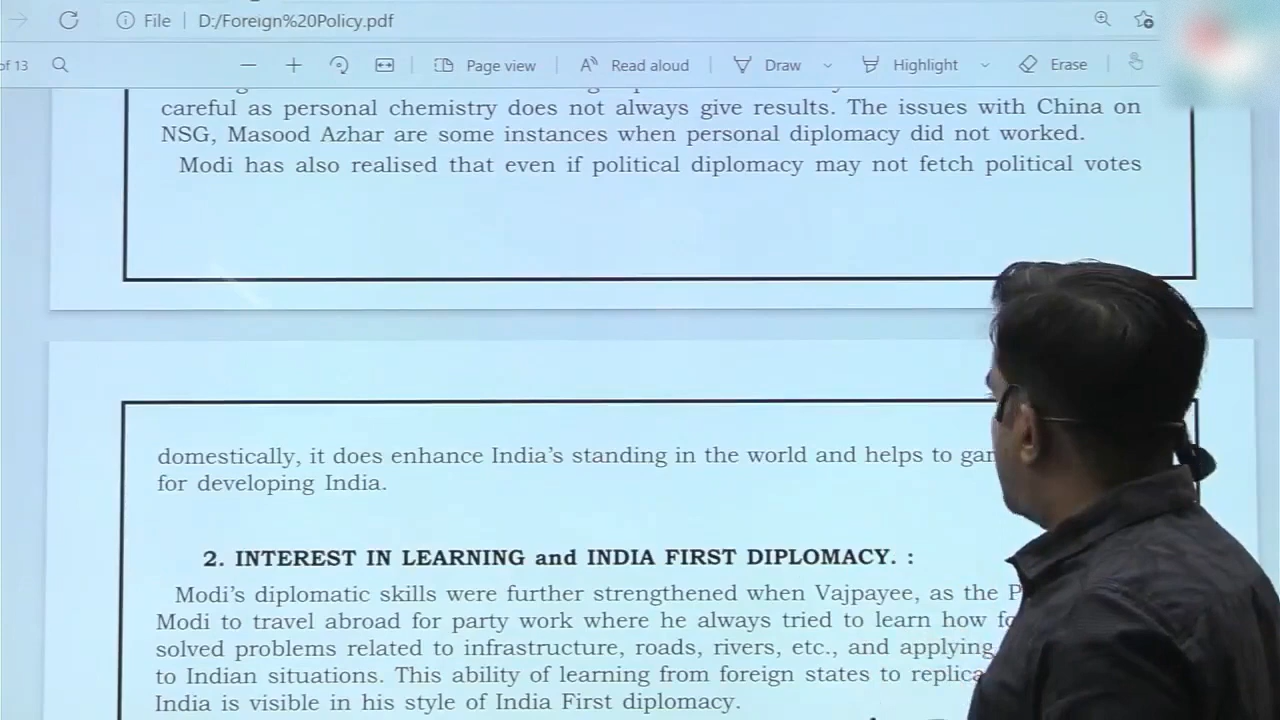 File D:/Foreign%20Policy.pdf
of 13 Page view Read aloud Draw Highlight Erase
careful as personal chemistry does not always give results. The issues with China on
NSG, Masood Azhar are some instances when personal diplomacy did not worked.
Modi has also realised that even if political diplomacy may not fetch political votes
domestically, it does enhance India's standing in the world and helps to
for developing India.
2. INTEREST IN LEARNING and INDIA FIRST DIPLOMACY. :
Modi's diplomatic skills were further strengthened when Vajpayee, as the
Modi to travel abroad for party work where he always tried to learn how
solved problems related to infrastructure, roads, rivers, etc., and applying
to Indian situations. This ability of learning from foreign states to
India is visible in his style of India First diplomacy.